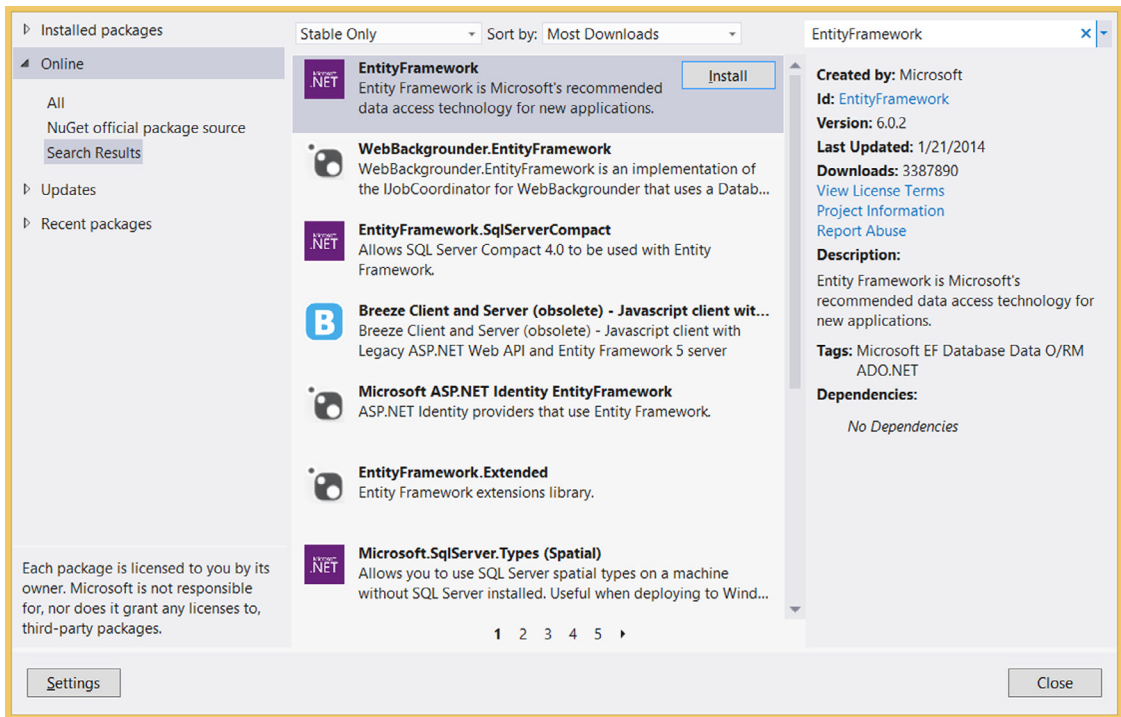 Installed packages
Online
All
NuGet official package source
Search Results
Updates
Recent packages
Each package is licensed to you by its
owner. Microsoft is not responsible
for, nor does it grant any licenses to,
third-party packages.
Settings
Stable Only
Sort by: Most Downloads
Microsoft
.NET
EntityFramework
Install
Entity Framework is Microsoft's recommended
data access technology for new applications.
WebBackgrounder.EntityFramework
WebBackgrounder.EntityFramework is an implementation of
the IJobCoordinator for WebBackgrounder that uses a Datab...
Microsoft
.NET
EntityFramework.SqlServerCompact
Allows SQL Server Compact 4.0 to be used with Entity
Framework.
B
Breeze Client and Server (obsolete) - Javascript client wit...
Breeze Client and Server (obsolete) - Javascript client with
Legacy ASP.NET Web API and Entity Framework 5 server
Microsoft ASP.NET Identity EntityFramework
ASP.NET Identity providers that use Entity Framework.
EntityFramework.Extended
Entity Framework extensions library.
Microsoft
.NET
Microsoft.SqlServer.Types (Spatial)
Allows you to use SQL Server spatial types on a machine
without SQL Server installed. Useful when deploying to Wind...
1 2 3 4 5
EntityFramework
Created by: Microsoft
Id: EntityFramework
Version: 6.0.2
Last Updated: 1/21/2014
Downloads: 3387890
View License Terms
Project Information
Report Abuse
Description:
Entity Framework is Microsoft's
recommended data access technology for
new applications.
Tags: Microsoft EF Database Data O/RM
ADO.NET
Dependencies:
No Dependencies
Close